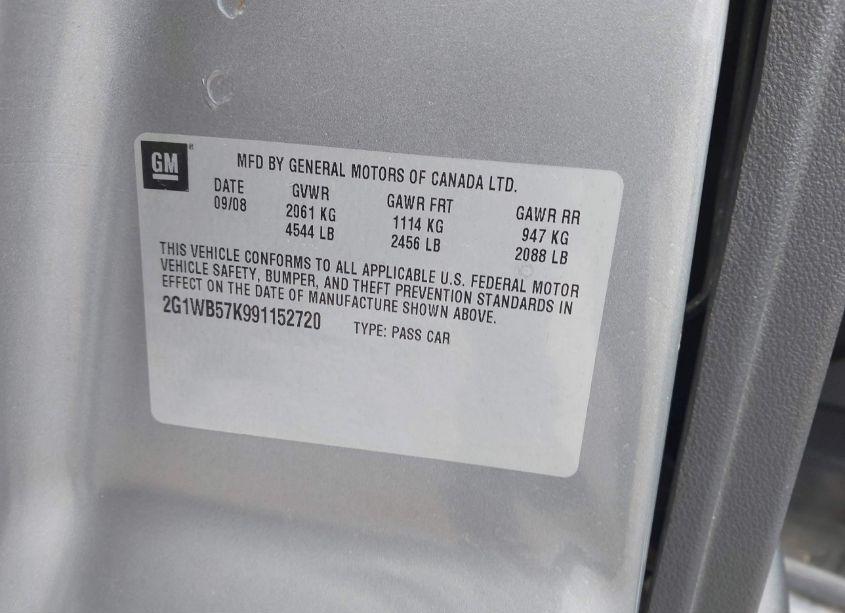 GM
MFD BY GENERAL MOTORS OF CANADA LTD.
DATE GVWR GAWR FRT GAWR RR
09/08 2061 KG 1114 KG 947 KG
4544 LB 2456 LB 2088 LB
THIS VEHICLE CONFORMS TO ALL APPLICABLE U.S. FEDERAL MOTOR
VEHICLE SAFETY, BUMPER, AND THEFT PREVENTION STANDARDS IN
EFFECT ON THE DATE OF MANUFACTURE SHOWN ABOVE.
2G1WB57K991152720 TYPE: PASS CAR